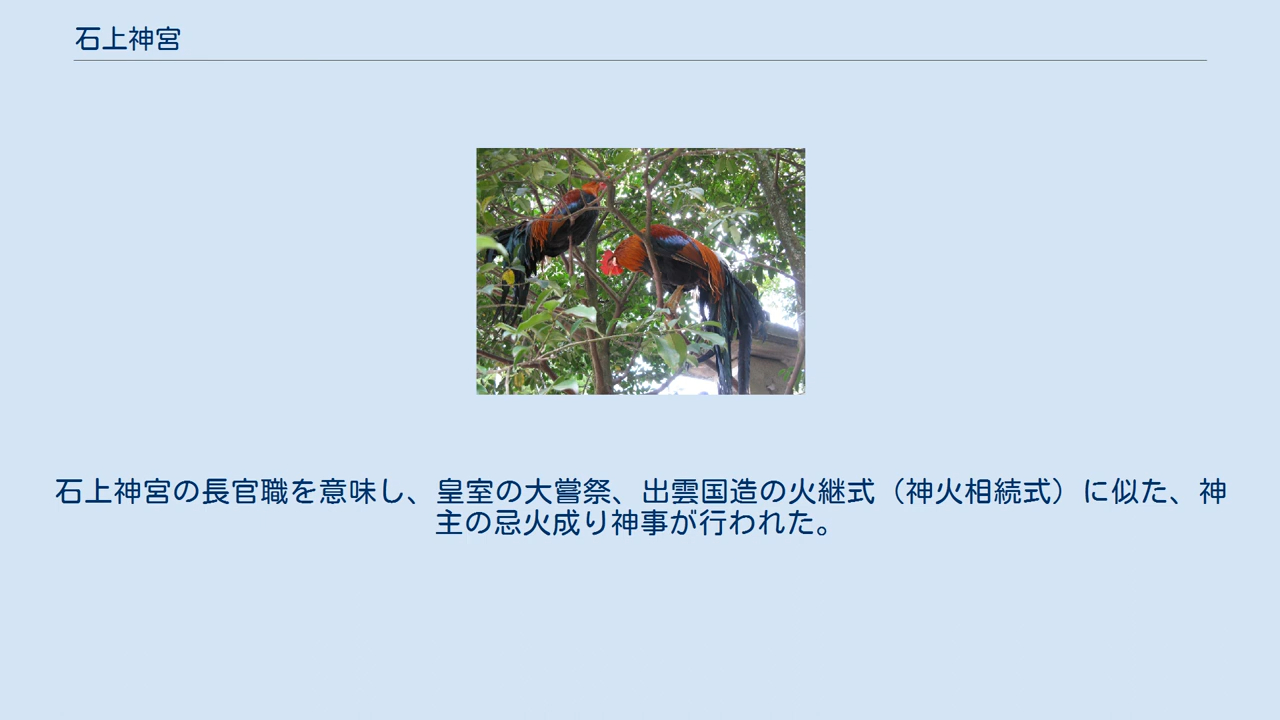 石上神宮
石上神宮の長官職を意味し、皇室の大嘗祭、出雲国造の火継式（神火相続式）に似た、神
主の忌火成り神事が行われた。